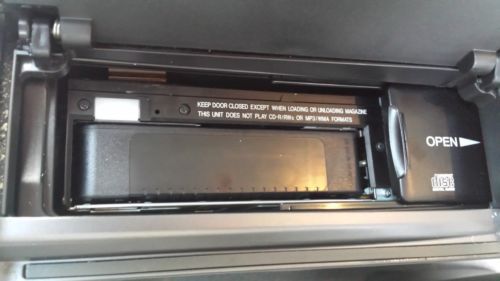 KEEP DOOR CLOSED EXCEPT WHEN LOADING OR UNLOADING MAGAZINE
THIS UNIT DOES NOT PLAY CD-R/RWs OR MP3/WMA FORMATS
OPEN
disc